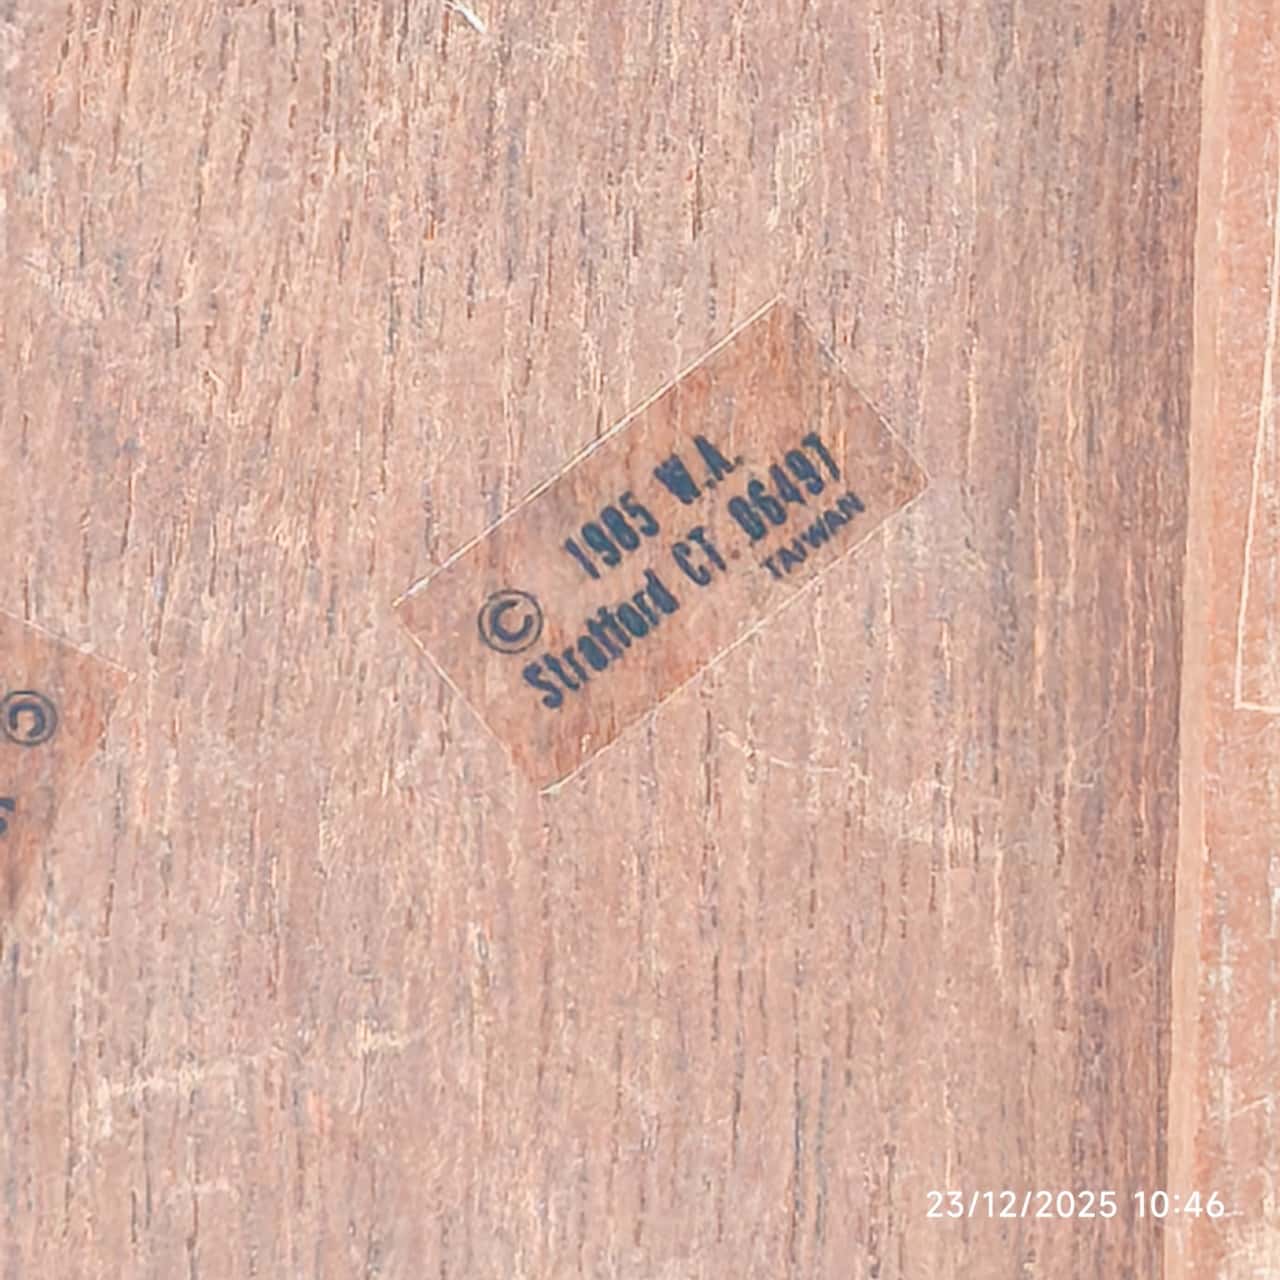 © 1985 W.A.
Stratford CT. 06497
TAIWAN
©
23/12/2025 10:46